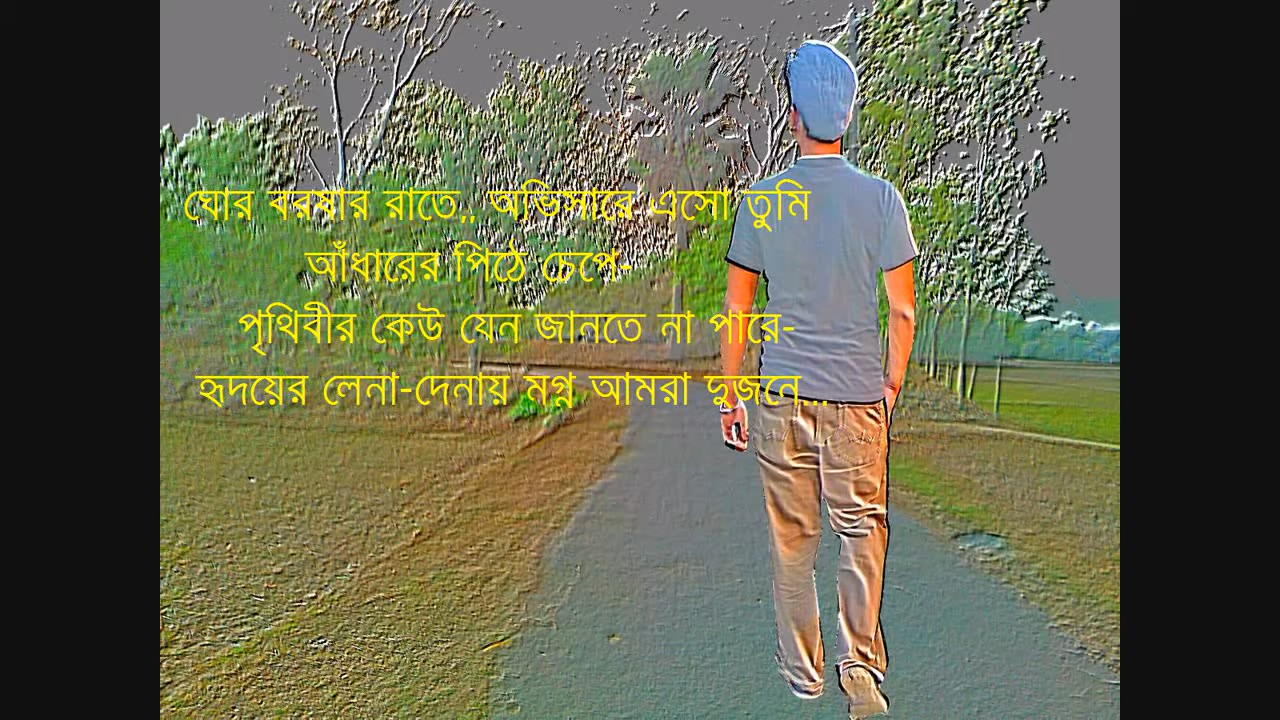 ঘোর বরষার রাতে,, অভিসারে এসো তুমি
আঁধারের পিঠে চেপে-
পৃথিবীর কেউ যেন জানতে না পারে-
হৃদয়ের লেনা-দেনায় মগ্ন আমরা দুজনে...